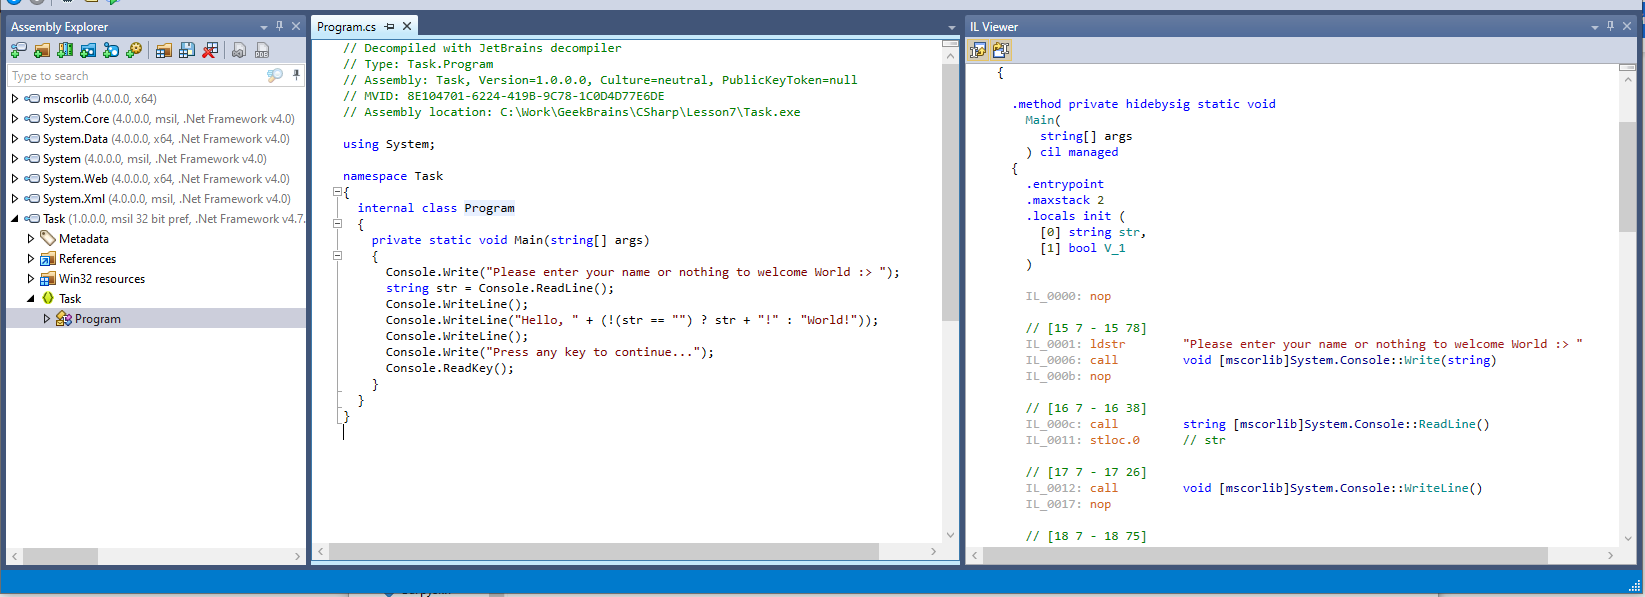 Assembly Explorer
Type to search
mscorlib (4.0.0.0, x64)
System.Core (4.0.0.0, msil, .Net Framework v4.0)
System.Data (4.0.0.0, x64, .Net Framework v4.0)
System (4.0.0.0, msil, .Net Framework v4.0)
System.Web (4.0.0.0, x64, .Net Framework v4.0)
System.Xml (4.0.0.0, msil, .Net Framework v4.0)
Task (1.0.0.0, msil 32 bit pref, .Net Framework v4.7.
Metadata
References
Win32 resources
Task
Program
Program.cs
// Decompiled with JetBrains decompiler
// Type: Task.Program
// Assembly: Task, Version=1.0.0.0, Culture=neutral, PublicKeyToken=null
// MVID: 8E104701-6224-419B-9C78-1C0D4D77E6DE
// Assembly location: C:\Work\GeekBrains\CSharp\Lesson7\Task.exe
using System;
namespace Task
{
internal class Program
{
private static void Main(string[] args)
{
Console.Write("Please enter your name or nothing to welcome World :> ");
string str = Console.ReadLine();
Console.WriteLine();
Console.WriteLine("Hello, " + (!(str == "") ? str + "!" : "World!"));
Console.WriteLine();
Console.Write("Press any key to continue...");
Console.ReadKey();
}
}
}
IL Viewer
{
.method private hidebysig static void
Main(
string[] args
) cil managed
{
.entrypoint
.maxstack 2
.locals init (
[0] string str,
[1] bool V_1
)
IL_0000: nop
// [15 7 - 15 78]
IL_0001: ldstr "Please enter your name or nothing to welcome World :> "
IL_0006: call void [mscorlib]System.Console::Write(string)
IL_000b: nop
// [16 7 - 16 38]
IL_000c: call string [mscorlib]System.Console::ReadLine()
IL_0011: stloc.0 // str
// [17 7 - 17 26]
IL_0012: call void [mscorlib]System.Console::WriteLine()
IL_0017: nop
// [18 7 - 18 75]